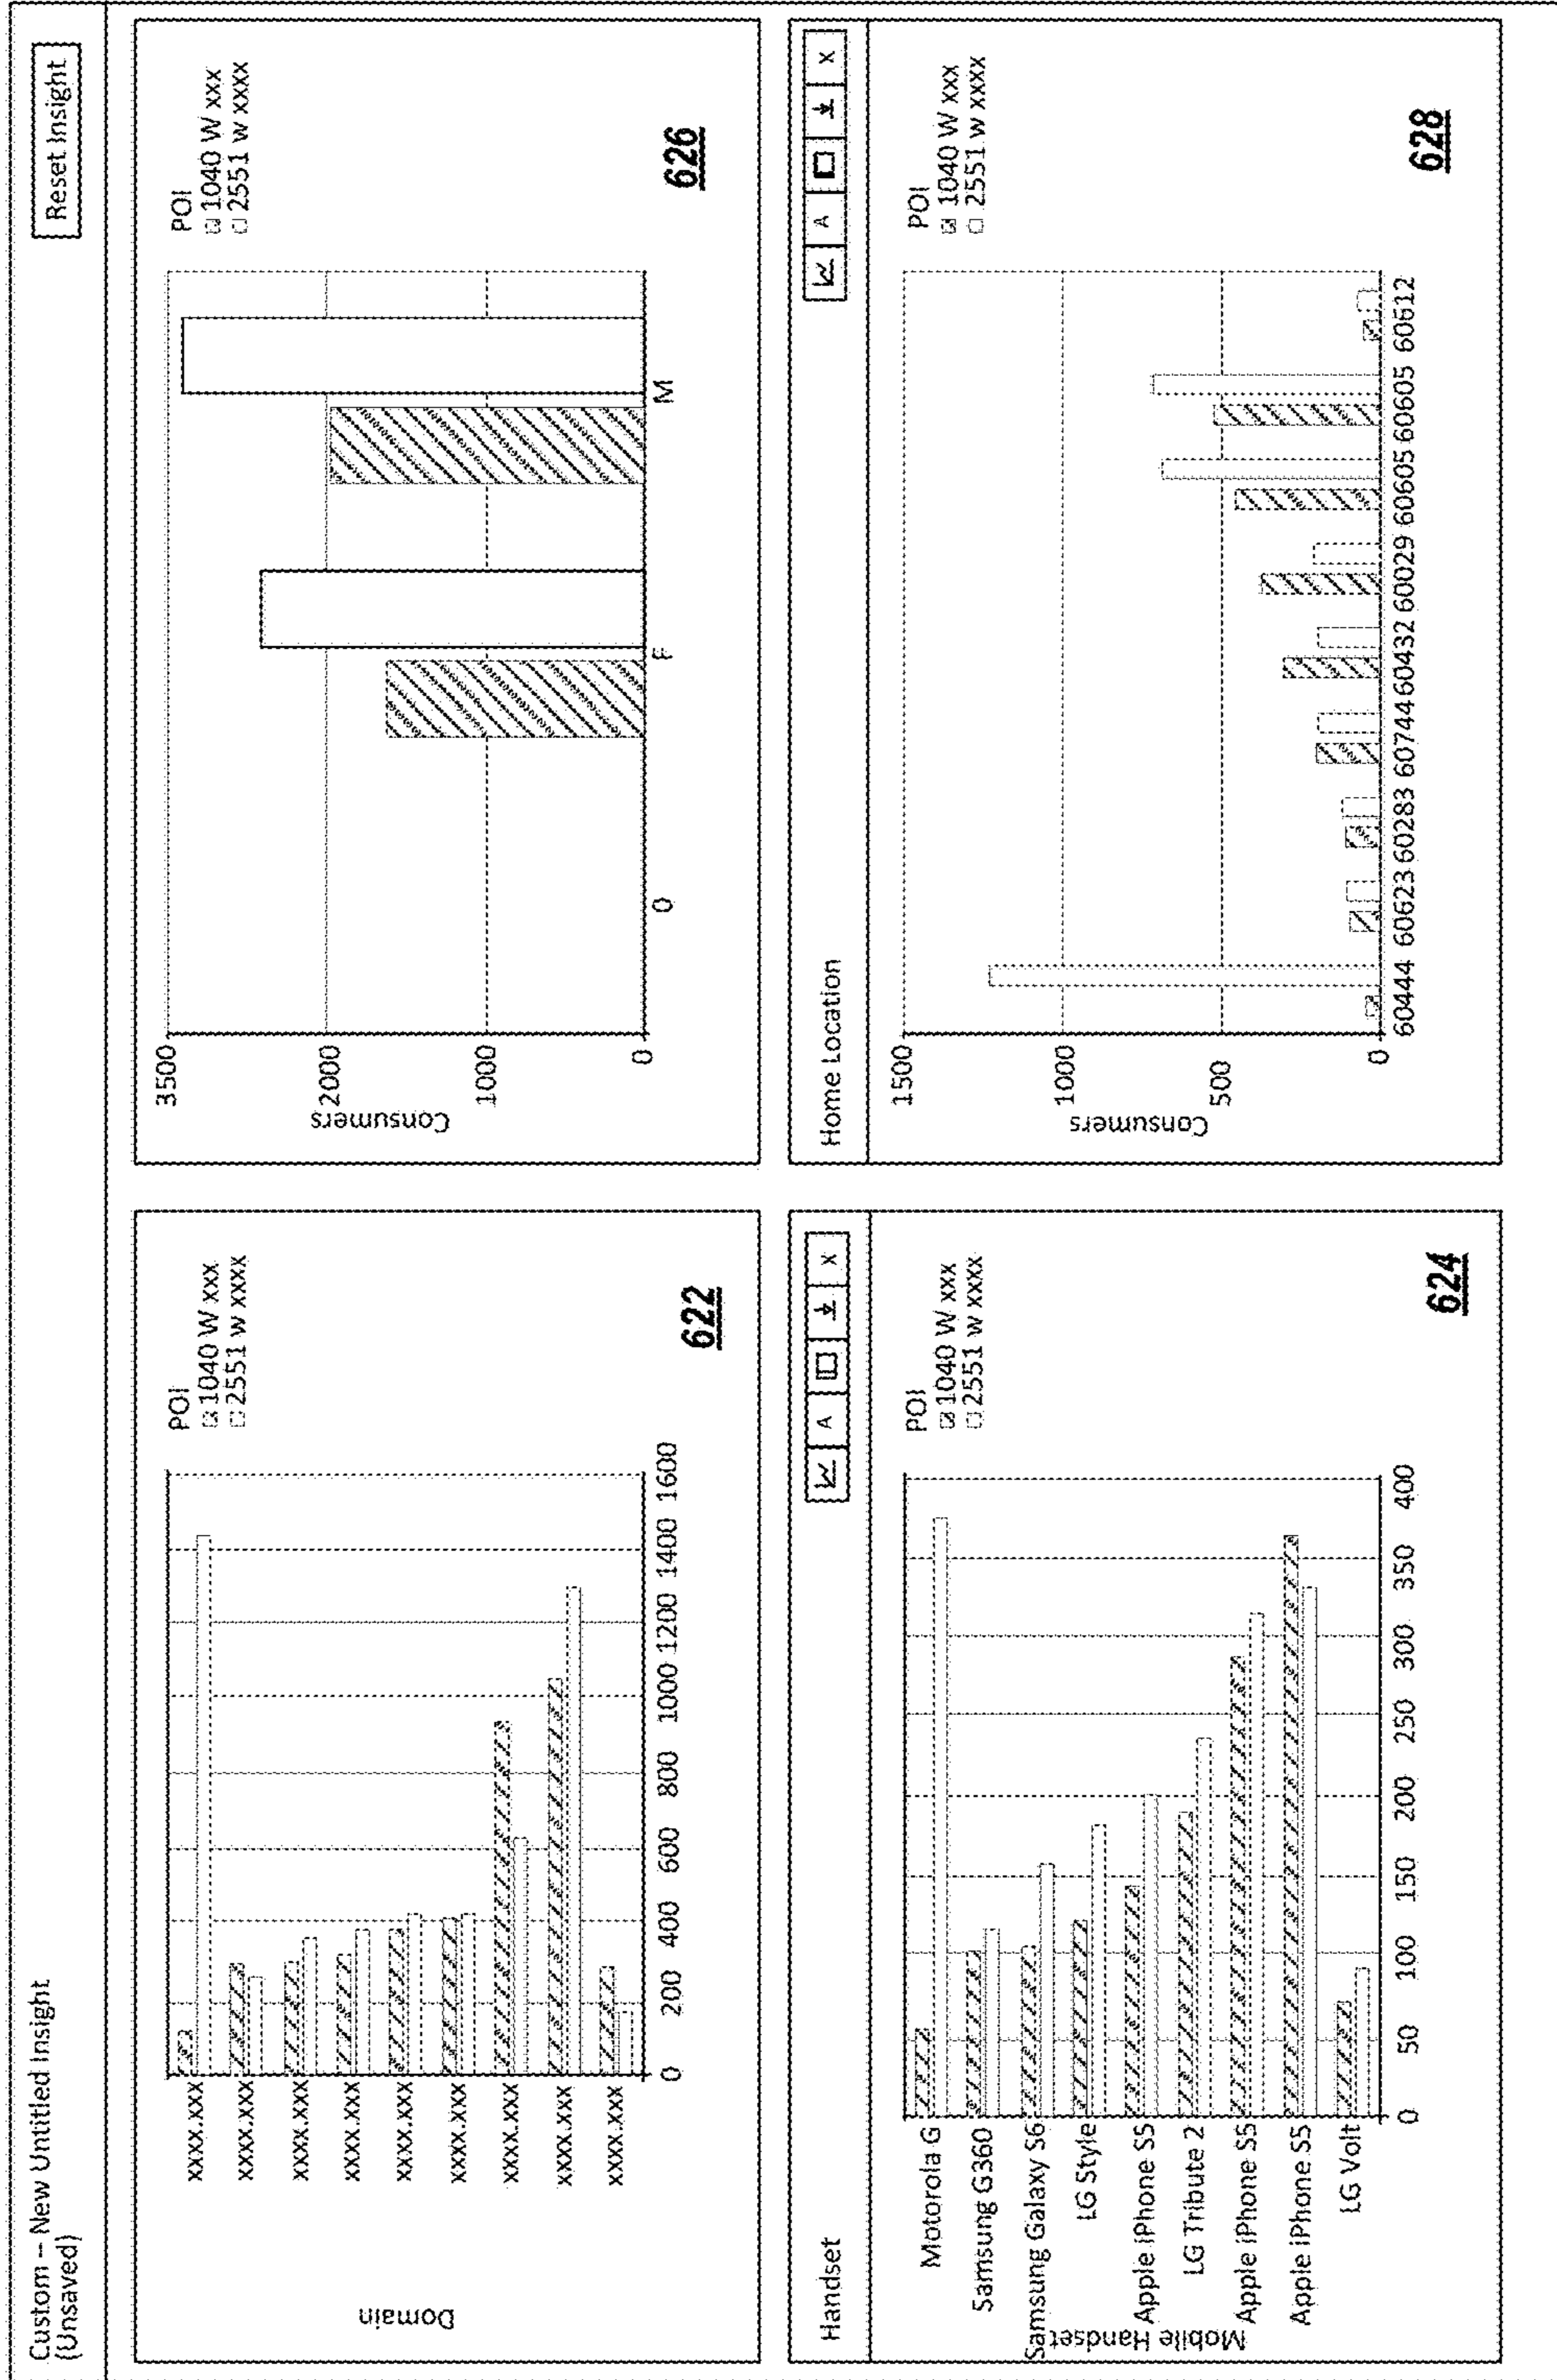 Custom – New Untitled Insight
(Unsaved)
Reset Insight
Domain
xxxx.xxx
xxxx.xxx
xxxx.xxx
xxxx.xxx
xxxx.xxx
xxxx.xxx
xxxx.xxx
xxxx.xxx
xxxx.xxx
0 200 400 600 800 1000 1200 1400 1600
POI
1040 W xxx
2551 w xxxx
622
Consumers
3500
2000
1000
0
0 F M
POI
1040 W xxx
2551 w xxxx
626
Handset
A X
Mobile Handset
Motorola G
Samsung G360
Samsung Galaxy S6
LG Style
Apple iPhone S5
LG Tribute 2
Apple iPhone S5
Apple iPhone S5
LG Volt
0 50 100 150 200 250 300 350 400
POI
1040 W xxx
2551 w xxxx
624
Home Location
A X
Consumers
1500
1000
500
0
60444 60623 60283 60744 60432 60029 60605 60605 60612
POI
1040 W xxx
2551 w xxxx
628